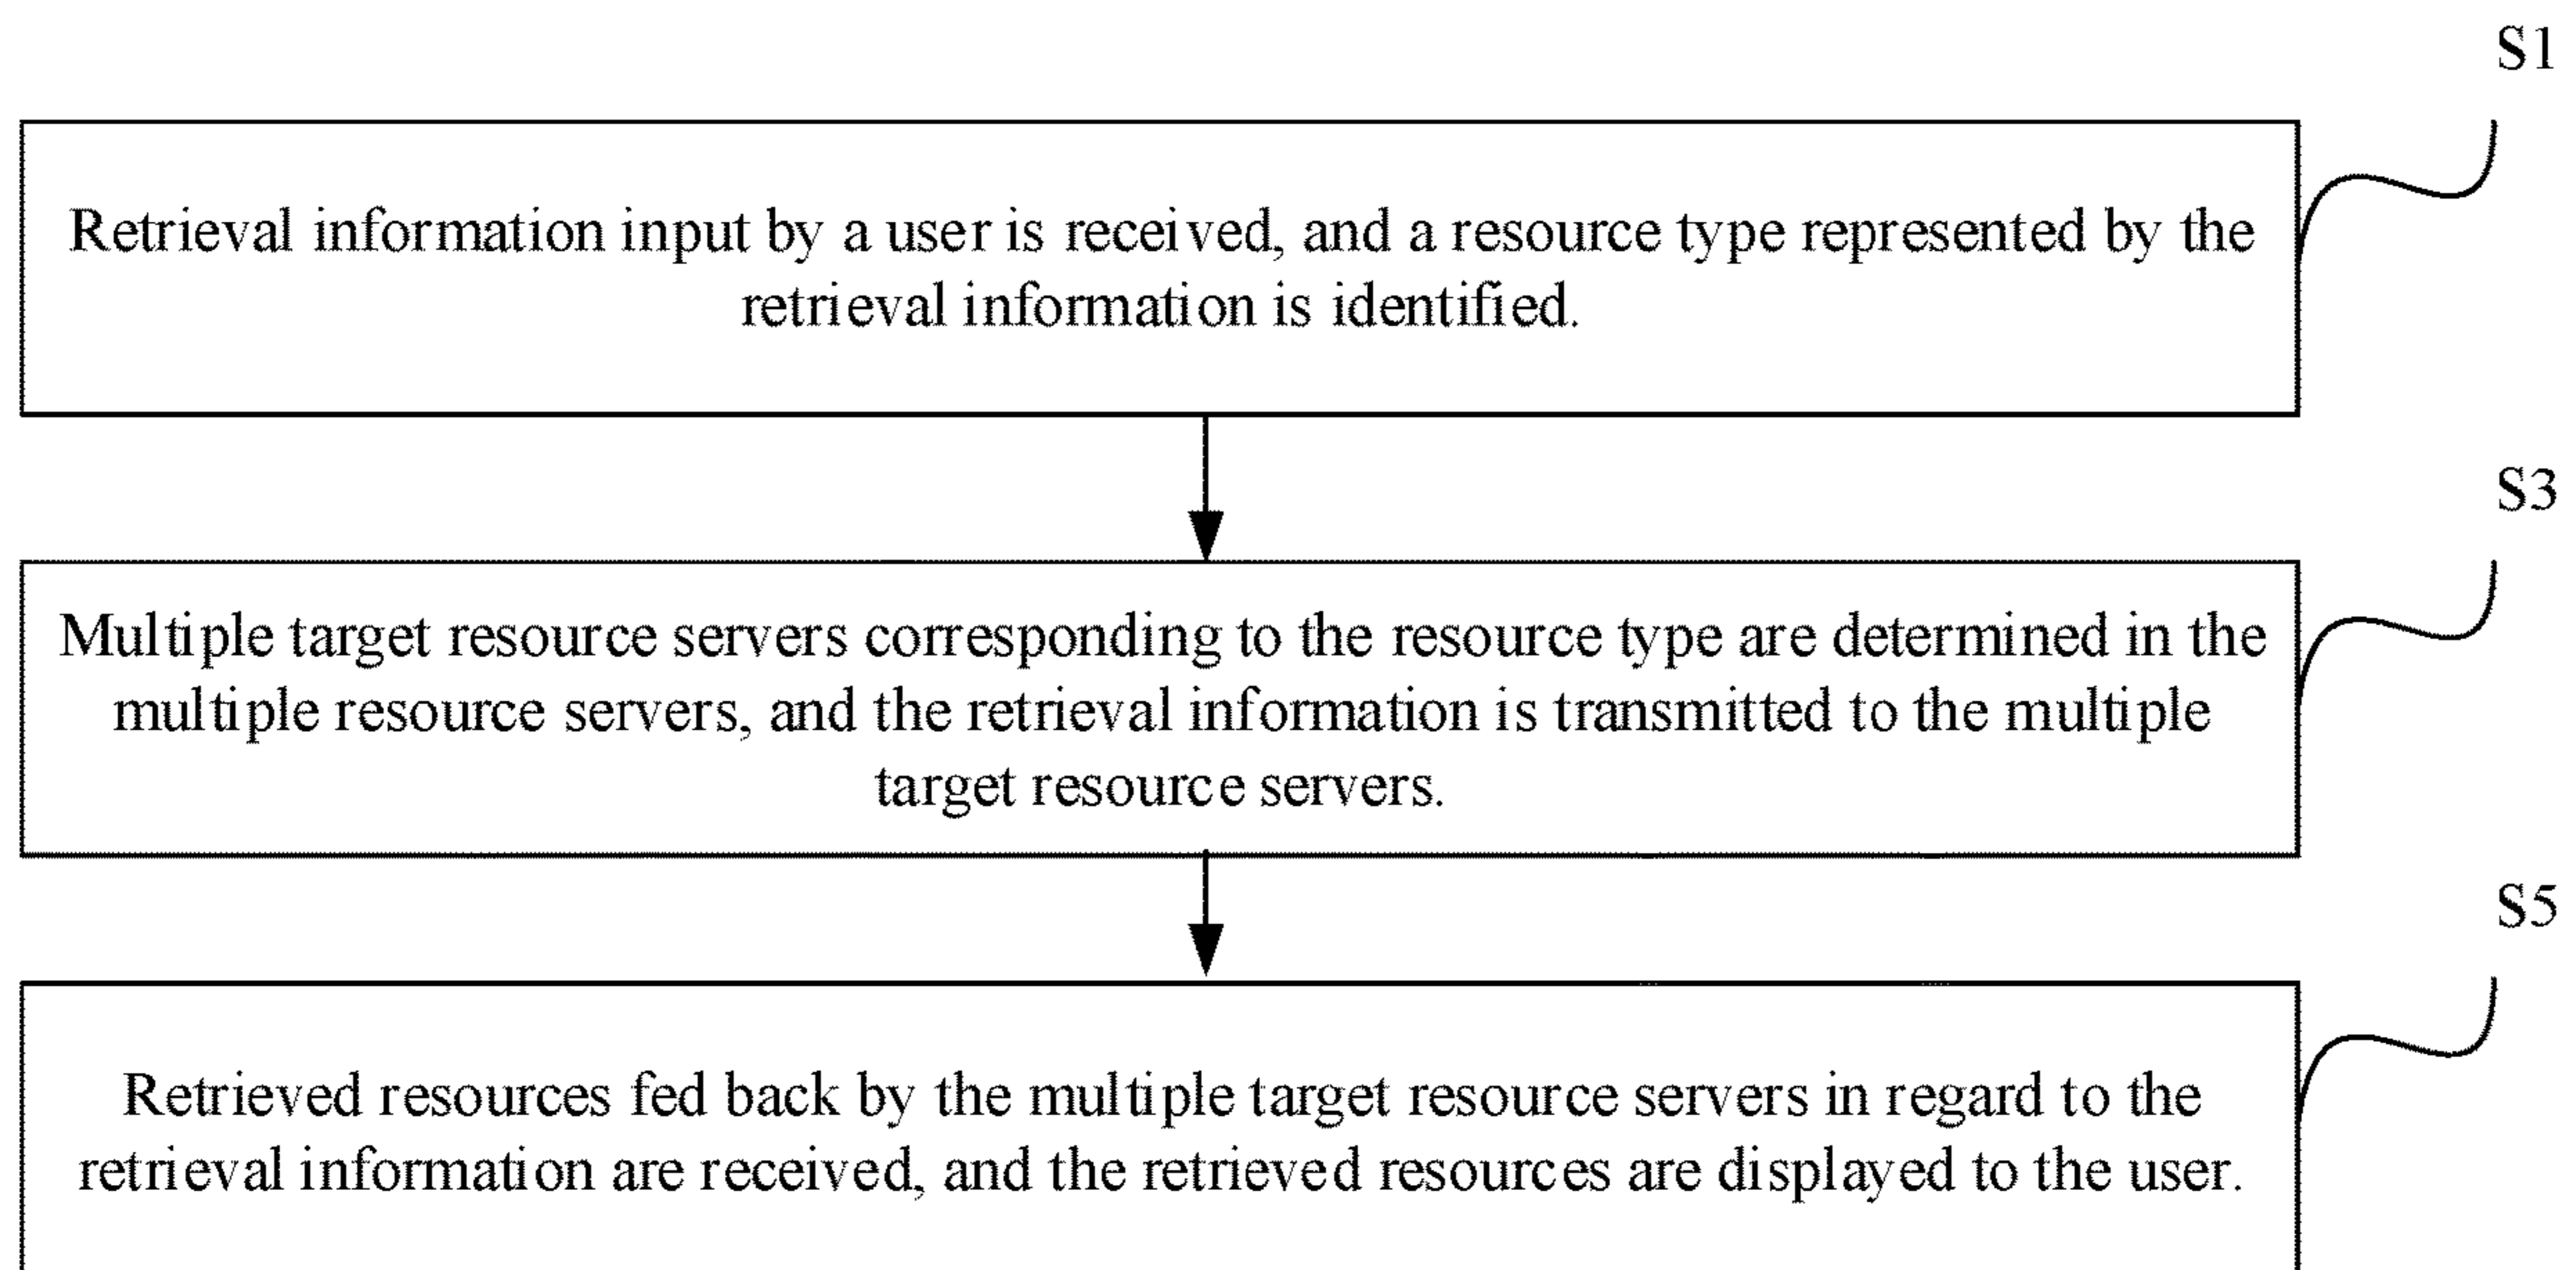 S1
Retrieval information input by a user is received, and a resource type represented by the
retrieval information is identified.
S3
Multiple target resource servers corresponding to the resource type are determined in the
multiple resource servers, and the retrieval information is transmitted to the multiple
target resource servers.
S5
Retrieved resources fed back by the multiple target resource servers in regard to the
retrieval information are received, and the retrieved resources are displayed to the user.